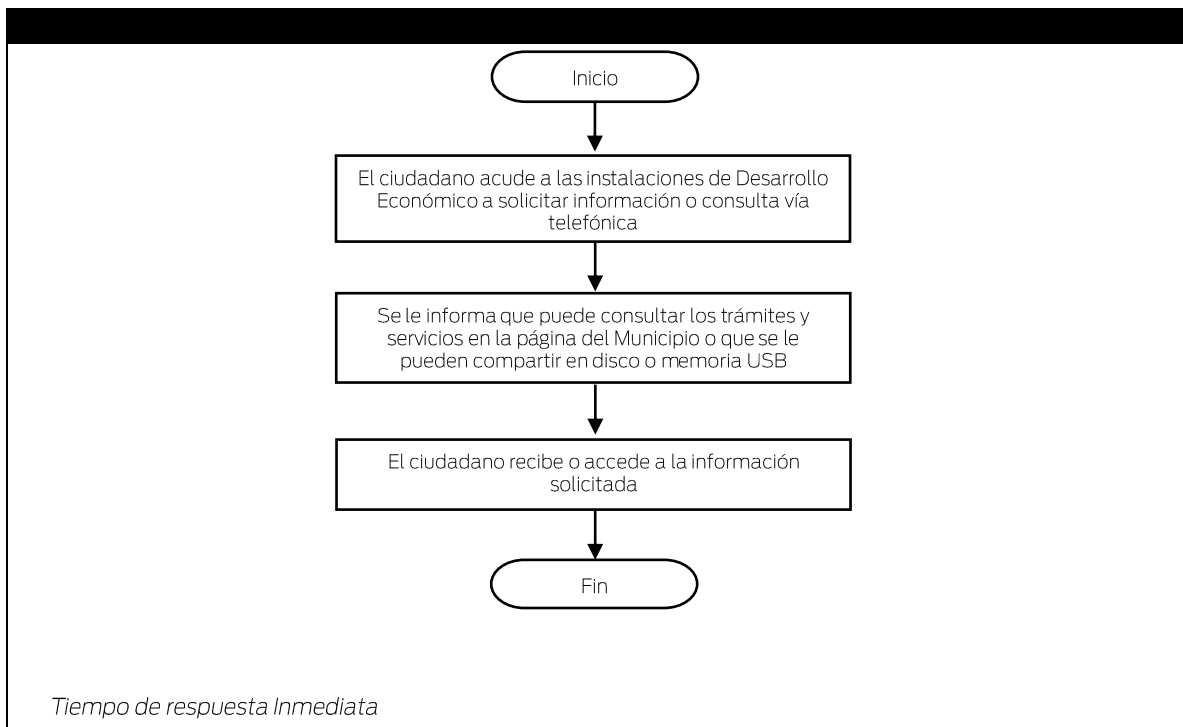 Inicio
El ciudadano acude a las instalaciones de Desarrollo
Económico a solicitar información o consulta vía
telefónica
Se le informa que puede consultar los trámites y
servicios en la página del Municipio o que se le
pueden compartir en disco o memoria USB
El ciudadano recibe o accede a la información
solicitada
Fin
Tiempo de respuesta Inmediata